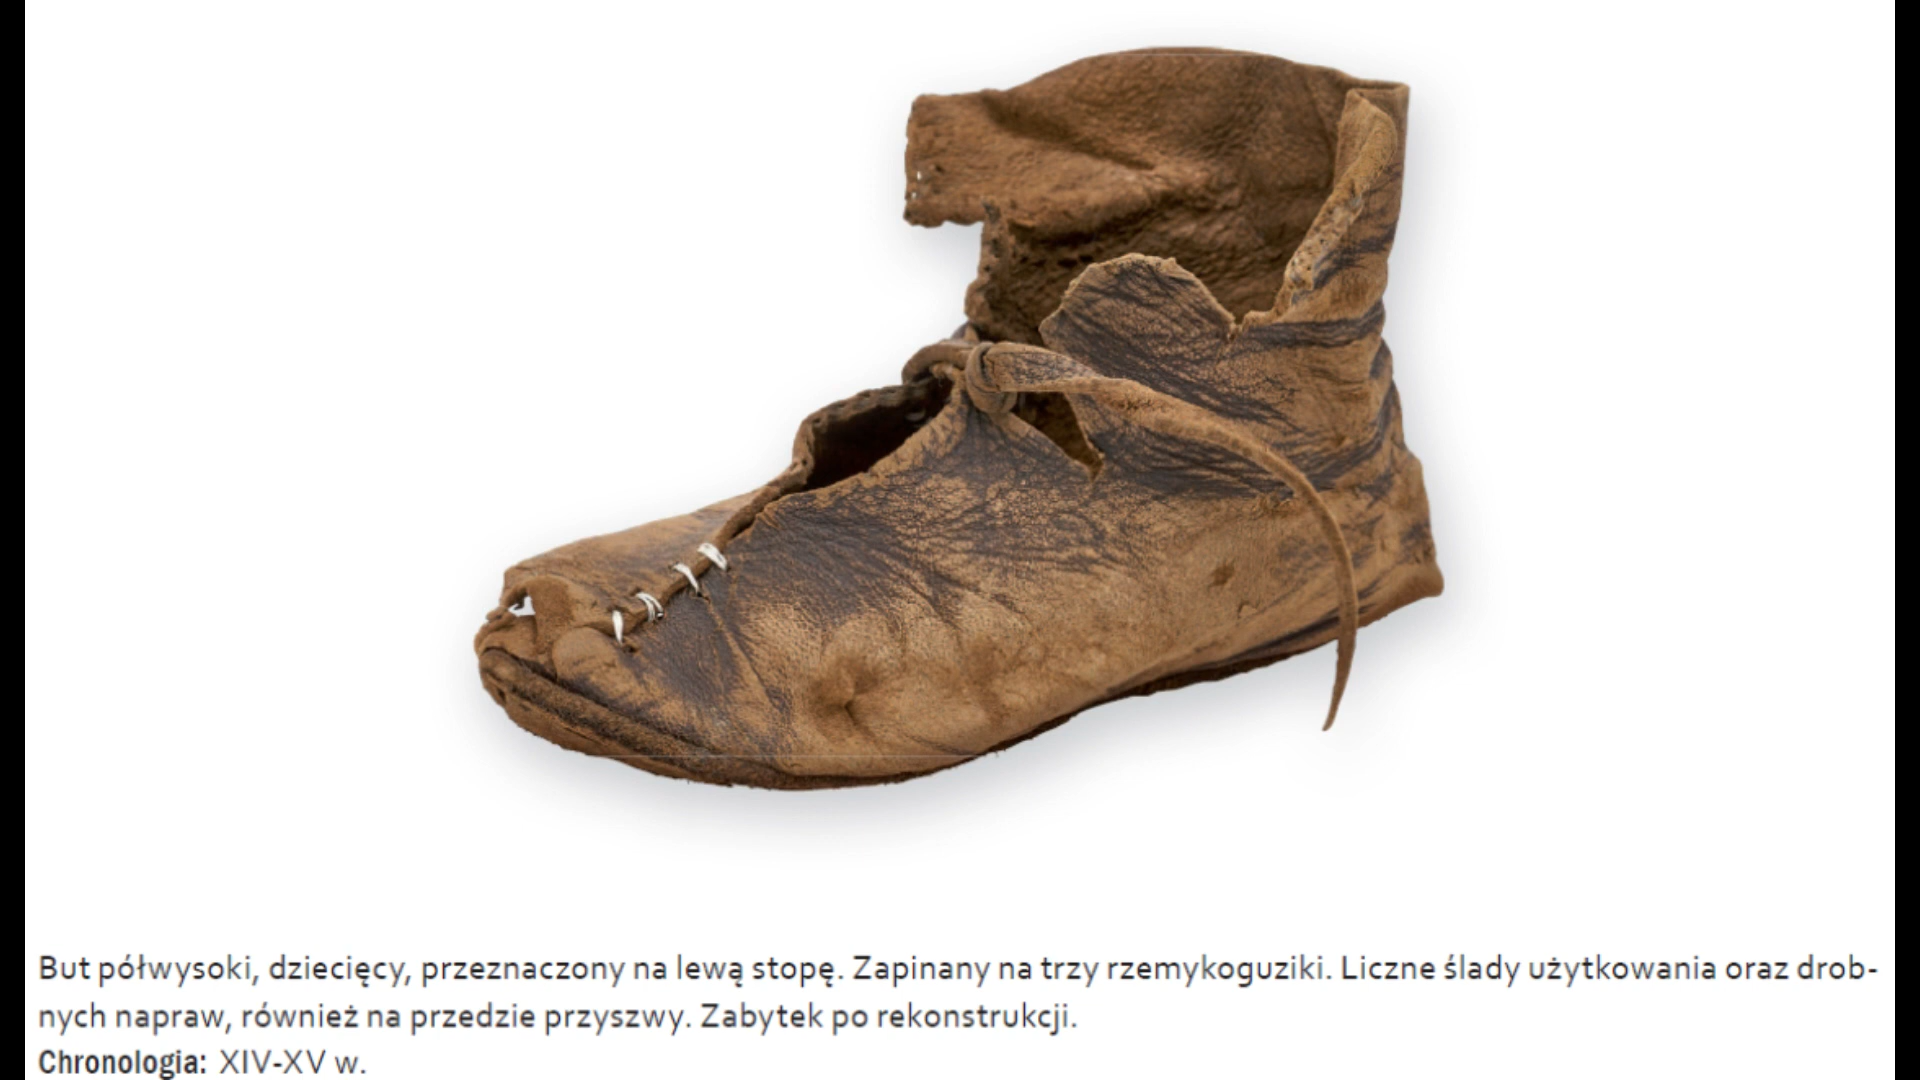 But półwysoki, dziecięcy, przeznaczony na lewą stopę. Zapinany na trzy rzemykoguziki. Liczne ślady użytkowania oraz drob-
nych napraw, również na przedzie przyszwy. Zabytek po rekonstrukcji.
Chronologia: XIV-XV w.